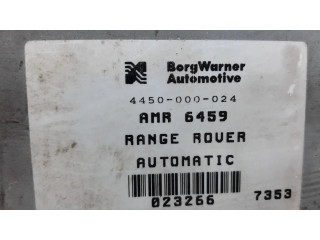 BorgWarner
Automotive
4450-000-024
AMR 6459
RANGE ROVER
AUTOMATIC
023266 7353